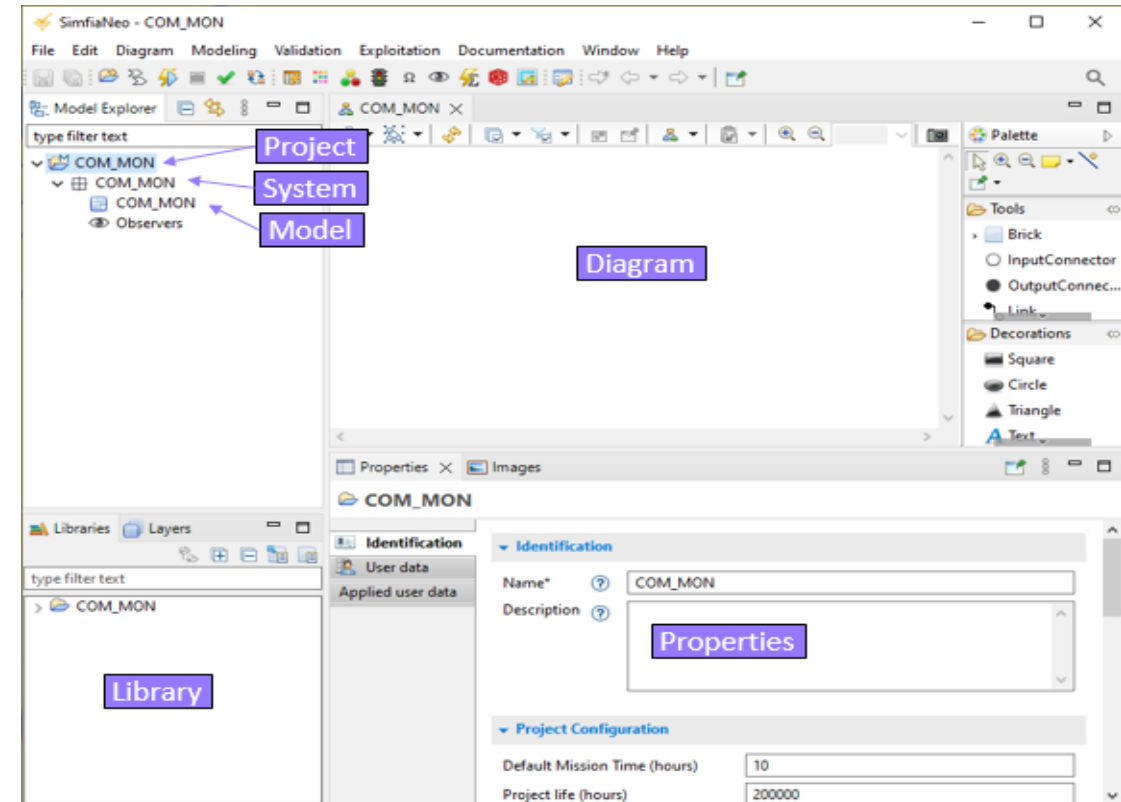 SimfiaNeo - COM_MON
File Edit Diagram Modeling Validation Exploitation Documentation Window Help
Model Explorer
type filter text
COM_MON
COM_MON
COM_MON
Observers
Project
System
Model
COM_MON
Diagram
Palette
Tools
Brick
InputConnector
OutputConnec...
Link
Decorations
Square
Circle
Triangle
Text
Libraries Layers
type filter text
COM_MON
Library
Properties Images
COM_MON
Identification
User data
Applied user data
Identification
Name* COM_MON
Description
Properties
Project Configuration
Default Mission Time (hours) 10
Project life (hours) 200000